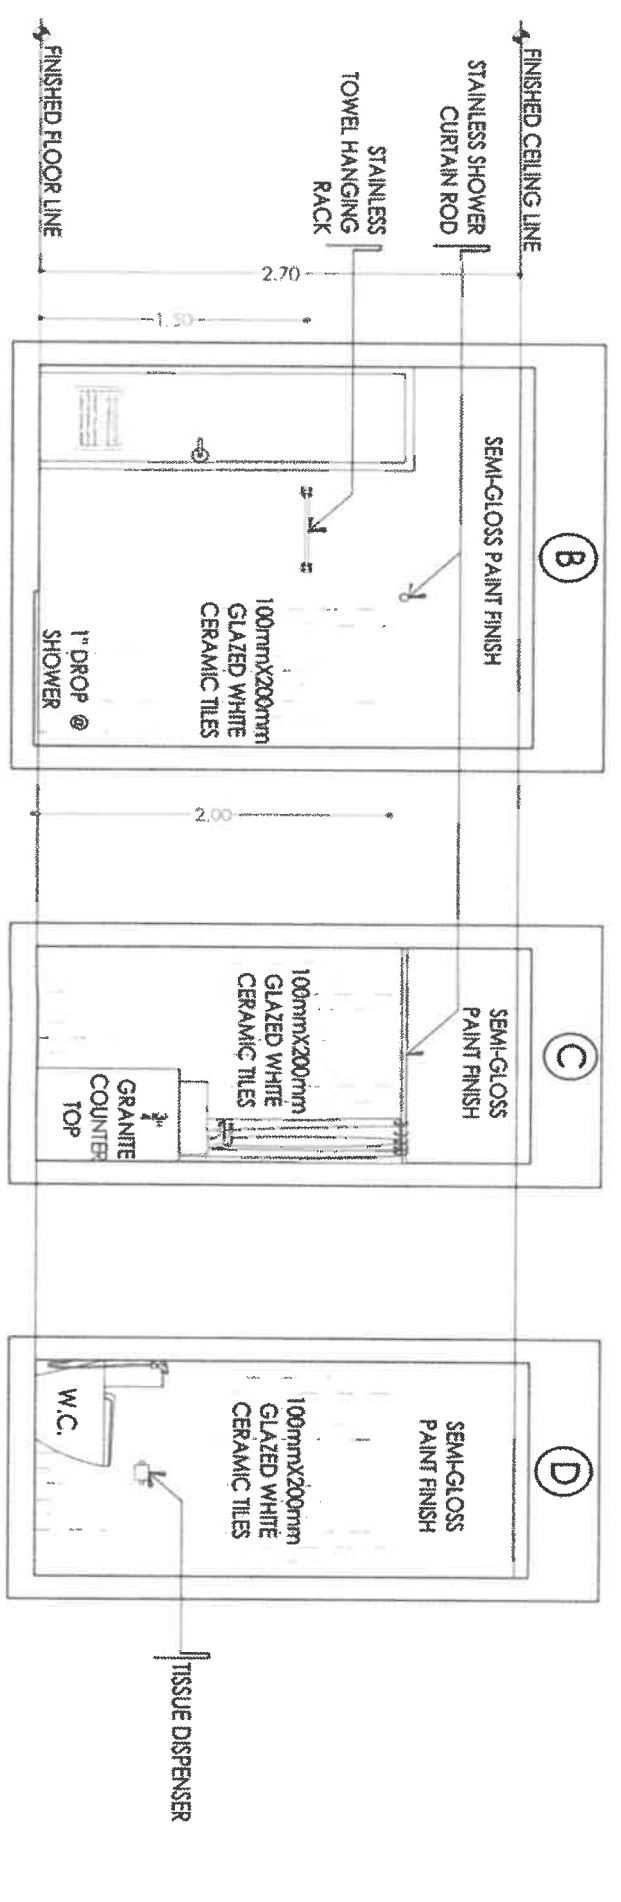 FINISHED CEILING LINE
STAINLESS SHOWER
CURTAIN ROD
STAINLESS
TOWEL HANGING
RACK
FINISHED FLOOR LINE
2.70
1.50
B
SEMI-GLOSS PAINT FINISH
100mmX200mm
GLAZED WHITE
CERAMIC TILES
1" DROP @
SHOWER
2.00
C
SEMI-GLOSS
PAINT FINISH
100mmX200mm
GLAZED WHITE
CERAMIC TILES
GRANITE
COUNTER
TOP
D
SEMI-GLOSS
PAINT FINISH
100mmX200mm
GLAZED WHITE
CERAMIC TILES
W.C.
TISSUE DISPENSER